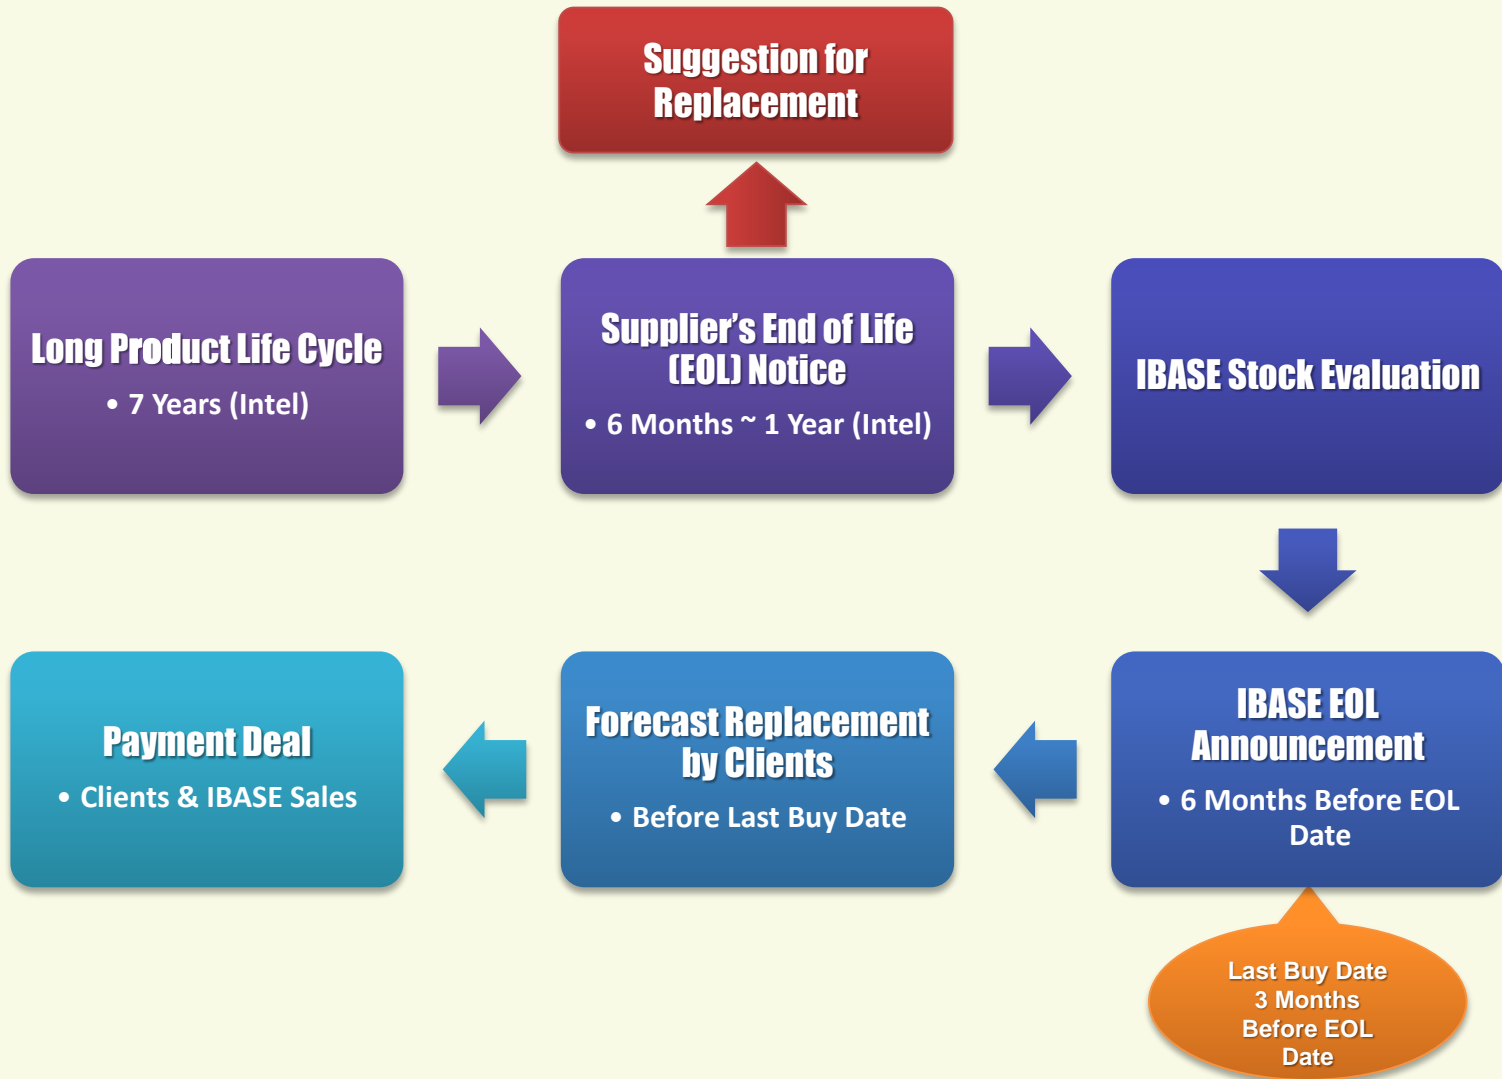 Suggestion for
Replacement
Long Product Life Cycle
• 7 Years (Intel)
Supplier's End of Life
(EOL) Notice
• 6 Months ~ 1 Year (Intel)
IBASE Stock Evaluation
Payment Deal
• Clients & IBASE Sales
Forecast Replacement
by Clients
• Before Last Buy Date
IBASE EOL
Announcement
• 6 Months Before EOL
Date
Last Buy Date
3 Months
Before EOL
Date